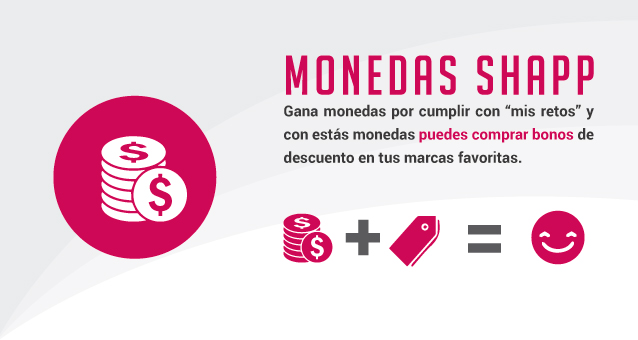 MONEDAS SHAPP
Gana monedas por cumplir con “mis retos” y
con estás monedas puedes comprar bonos de
descuento en tus marcas favoritas.